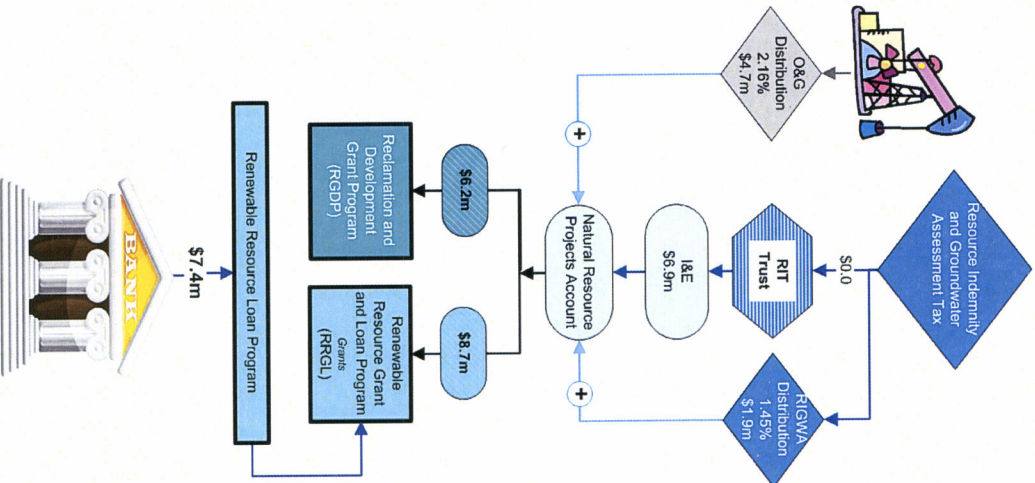 Resource Indemnity
and Groundwater
Assessment Tax
$0.0
O&G
Distribution
2.16%
$4.7m
RIT
Trust
RIGWA
Distribution
1.45%
$1.9m
I&E
$6.9m
+
Natural Resource
Projects Account
+
$6.2m
$8.7m
Reclamation and
Development
Grant Program
(RGDP)
Renewable
Resource Grant
and Loan Program
Grants
(RRGL)
Renewable Resource Loan Program
$7.4m
BANK